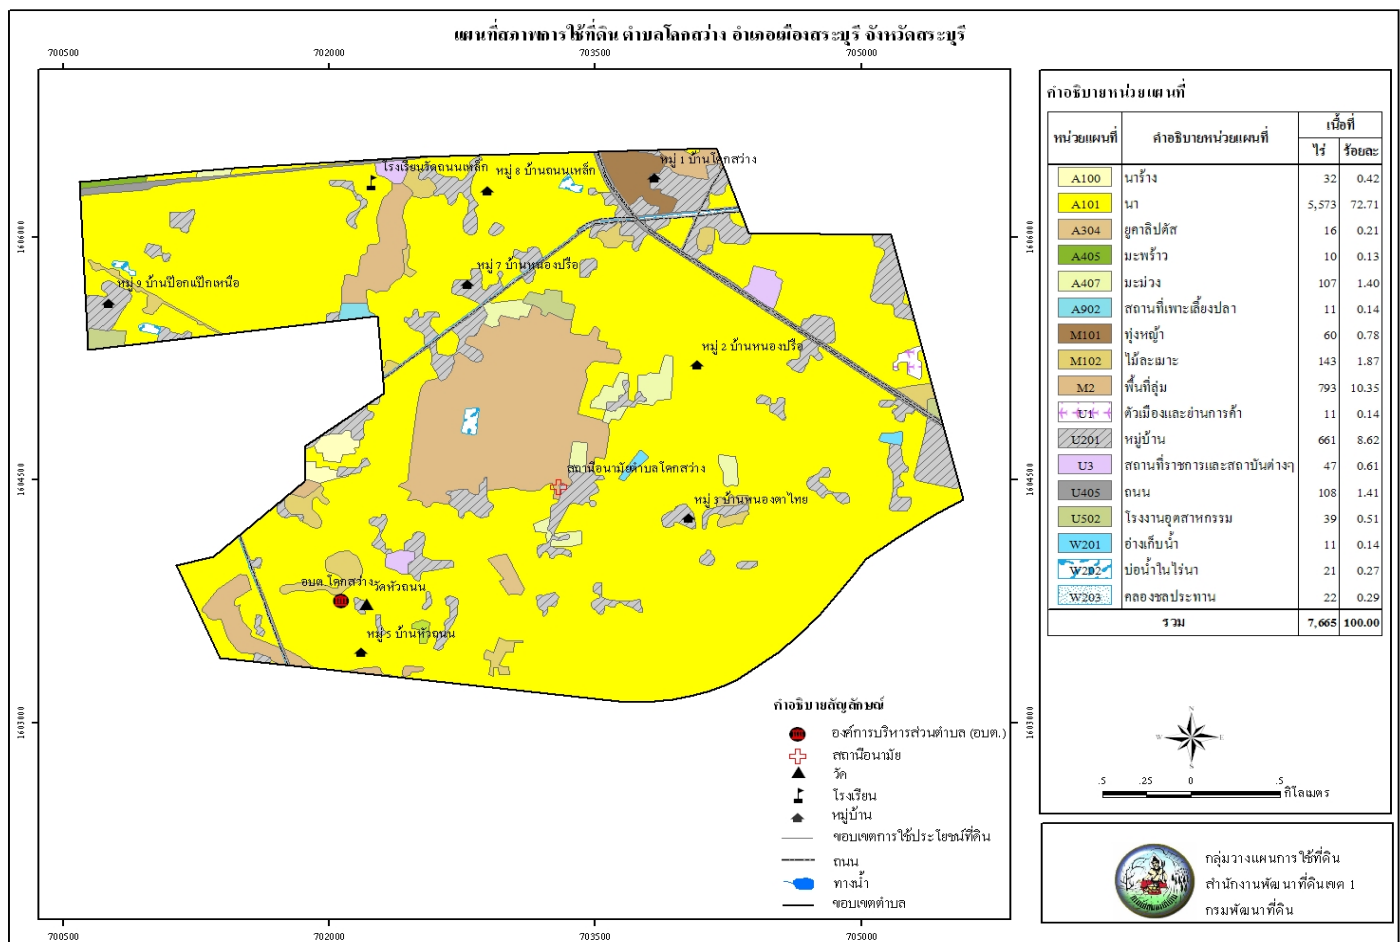 แผนที่สภาพการใช้ที่ดิน ตำบลโคกสว่าง อำเภอเมืองสระบุรี จังหวัดสระบุรี
700500 702000 703500 705000
1606000 1606000
1604500 1604500
1603000 1603000
โรงเรียนวัดถนนเหล็ก
หมู่ 8 บ้านถนนเหล็ก
หมู่ 1 บ้านโคกสว่าง
หมู่ 7 บ้านหนองปรือ
หมู่ 9 บ้านป๊อกแป๊กเหนือ
หมู่ 2 บ้านหนองปรือ
สถานีอนามัยตำบลโคกสว่าง
หมู่ 3 บ้านหนองตาไทย
อบต.โคกสว่าง
วัดหัวถนน
หมู่ 5 บ้านหัวถนน
คำอธิบายสัญลักษณ์
องค์การบริหารส่วนตำบล (อบต.)
สถานีอนามัย
วัด
โรงเรียน
หมู่บ้าน
ขอบเขตการใช้ประโยชน์ที่ดิน
ถนน
ทางน้ำ
ขอบเขตตำบล
700500 702000 703500 705000
คำอธิบายหน่วยแผนที่
หน่วยแผนที่ คำอธิบายหน่วยแผนที่ เนื้อที่
ไร่ ร้อยละ
A100 นาร้าง 32 0.42
A101 นา 5,573 72.71
A304 ยูคาลิปตัส 16 0.21
A405 มะพร้าว 10 0.13
A407 มะม่วง 107 1.40
A902 สถานที่เพาะเลี้ยงปลา 11 0.14
M101 ทุ่งหญ้า 60 0.78
M102 ไม้ละเมาะ 143 1.87
M2 พื้นที่ลุ่ม 793 10.35
U1 ตัวเมืองและย่านการค้า 11 0.14
U201 หมู่บ้าน 661 8.62
U3 สถานที่ราชการและสถาบันต่างๆ 47 0.61
U405 ถนน 108 1.41
U502 โรงงานอุตสาหกรรม 39 0.51
W201 อ่างเก็บน้ำ 11 0.14
W202 บ่อน้ำในไร่นา 21 0.27
W203 คลองชลประทาน 22 0.29
รวม 7,665 100.00
N
W E
S
.5 .25 0 .5
กิโลเมตร
กลุ่มวางแผนการใช้ที่ดิน
สำนักงานพัฒนาที่ดินเขต 1
กรมพัฒนาที่ดิน